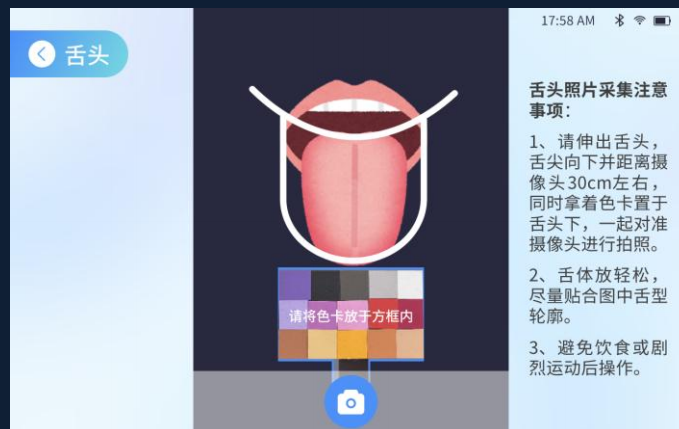 舌头
17:58 AM
舌头照片采集注意
事项：
1、请伸出舌头，
舌尖向下并距离摄
像头30cm左右，
同时拿着色卡置于
舌头下，一起对准
摄像头进行拍照。
2、舌体放轻松，
尽量贴合图中舌型
轮廓。
3、避免饮食或剧
烈运动后操作。
请将色卡放于方框内